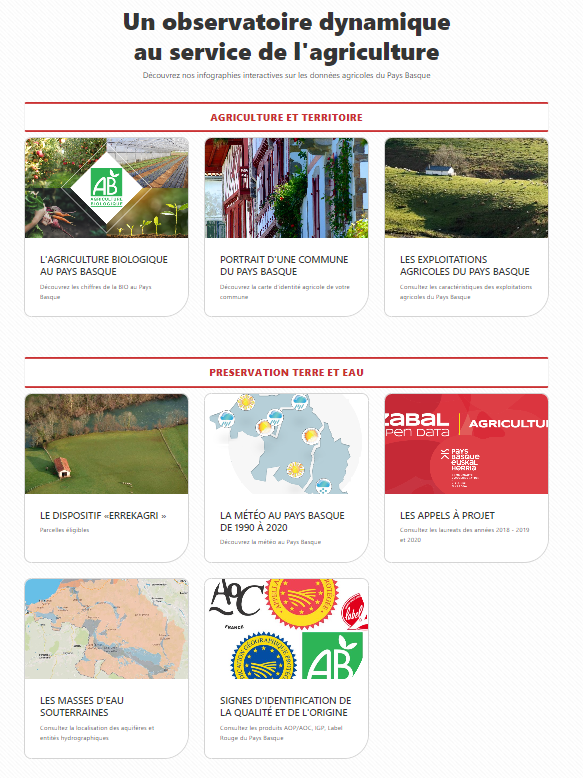 Un observatoire dynamique
au service de l'agriculture
Découvrez nos infographies interactives sur les données agricoles du Pays Basque
AGRICULTURE ET TERRITOIRE
AB
AGRICULTURE
BIOLOGIQUE
L'AGRICULTURE BIOLOGIQUE
AU PAYS BASQUE
Découvrez les chiffres de la BIO au Pays
Basque
PORTRAIT D'UNE COMMUNE
DU PAYS BASQUE
Découvrez la carte d'identité agricole de votre
commune
LES EXPLOITATIONS
AGRICOLES DU PAYS BASQUE
Consultez les caractéristiques des exploitations
agricoles du Pays Basque
PRESERVATION TERRE ET EAU
LE DISPOSITIF «ERREKAGRI »
Parcelles éligibles
LA MÉTÉO AU PAYS BASQUE
DE 1990 À 2020
Découvrez la météo au Pays Basque
ZABAL
PEN DATA
AGRICULTU
PAYS
BASQUE
EUSKAL
HERRIA
LES APPELS À PROJET
Consultez les laureats des années 2018 - 2019
et 2020
LES MASSES D'EAU
SOUTERRAINES
Consultez la localisation des aquifères et
entités hydrographiques
AOC
FRANCE
label
AB
SIGNES D'IDENTIFICATION DE
LA QUALITÉ ET DE L'ORIGINE
Consultez les produits AOP/AOC, IGP, Label
Rouge du Pays Basque